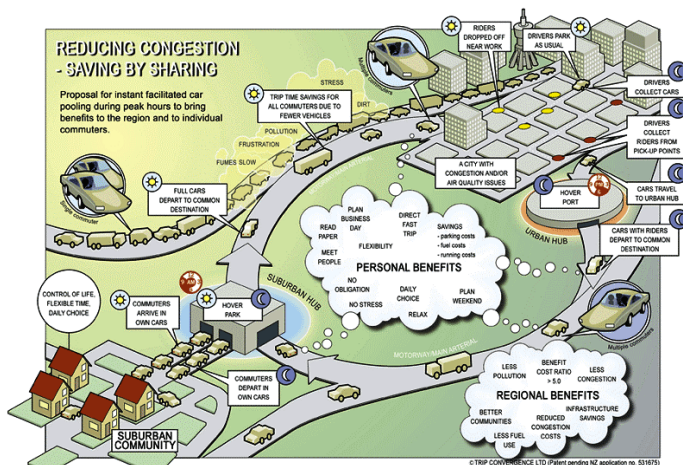 REDUCING CONGESTION
- SAVING BY SHARING
Proposal for instant facilitated car
pooling during peak hours to bring
benefits to the region and to individual
commuters.
Multiple commuters
RIDERS
DROPPED OFF
NEAR WORK
DRIVERS PARK
AS USUAL
STRESS
DIRT
TRIP TIME SAVINGS FOR
ALL COMMUTERS DUE TO
FEWER VEHICLES
POLLUTION
FRUSTRATION
FUMES SLOW
DRIVERS
COLLECT CARS
DRIVERS
COLLECT
RIDERS FROM
PICK-UP POINTS
A CITY WITH
CONGESTION AND/OR
AIR QUALITY ISSUES
Single commuter
FULL CARS
DEPART TO COMMON
DESTINATION
HOVER
PORT
URBAN HUB
CARS TRAVEL
TO URBAN HUB
CARS WITH RIDERS
DEPART TO COMMON
DESTINATION
READ
PAPER
PLAN
BUSINESS
DAY
DIRECT
FAST
TRIP
SAVINGS
- parking costs
- fuel costs
- running costs
MEET
PEOPLE
FLEXIBILITY
PERSONAL BENEFITS
NO
OBLIGATION
DAILY
CHOICE
PLAN
WEEKEND
NO STRESS
RELAX
CONTROL OF LIFE,
FLEXIBLE TIME,
DAILY CHOICE
9 AM
COMMUTERS
ARRIVE IN
OWN CARS
HOVER
PARK
SUBURBAN HUB
Multiple commuters
MOTORWAY/MAIN ARTERIAL
COMMUTERS
DEPART IN
OWN CARS
SUBURBAN
COMMUNITY
LESS
POLLUTION
BENEFIT
COST RATIO
> 5.0
LESS
CONGESTION
REGIONAL BENEFITS
BETTER
COMMUNITIES
REDUCED
CONGESTION
COSTS
INFRASTRUCTURE
SAVINGS
LESS FUEL
USE
© TRIP CONVERGENCE LTD (Patent pending NZ application no. 531675)